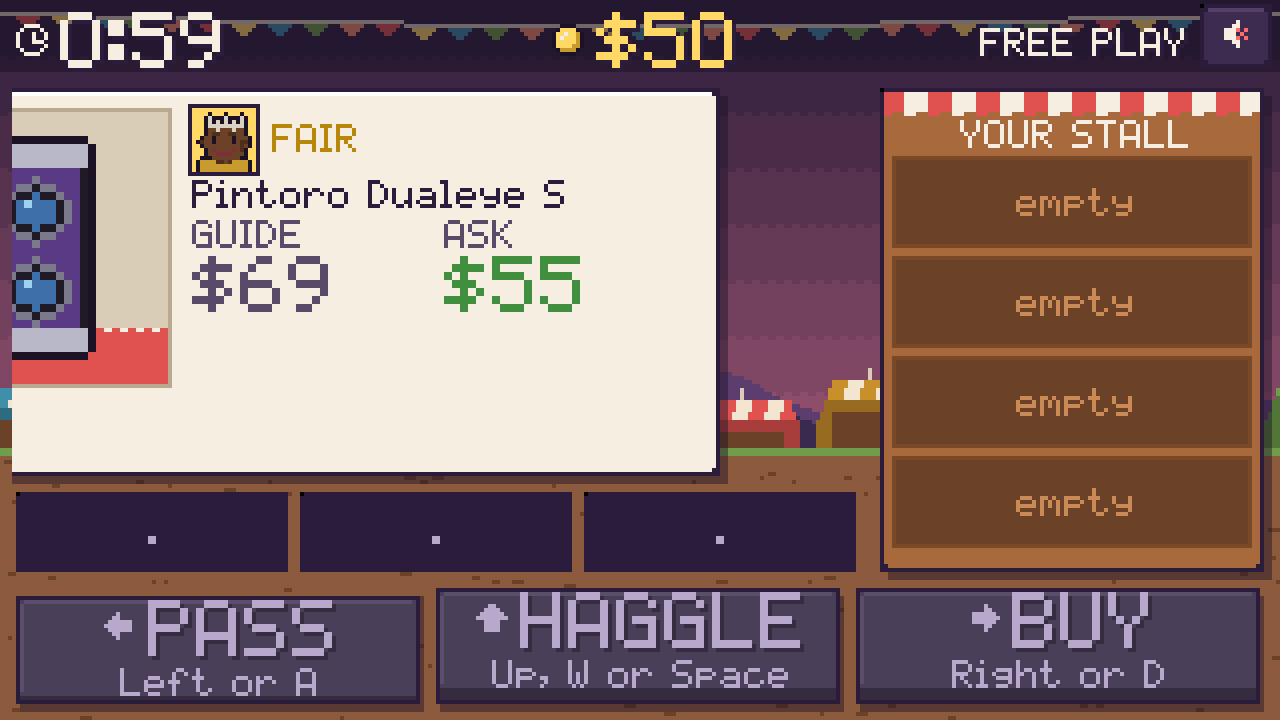 0:59
$50
FREE PLAY
FAIR
Pintoro Dualeye S
GUIDE
ASK
$69
$55
YOUR STALL
empty
empty
empty
empty
PASS
Left or A
HAGGLE
Up, W or Space
BUY
Right or D